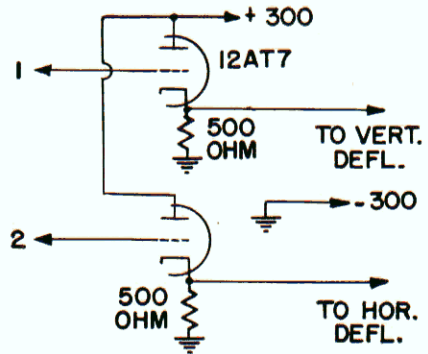 + 300
1
12AT7
500
OHM
TO VERT.
DEFL.
- 300
2
500
OHM
TO HOR.
DEFL.